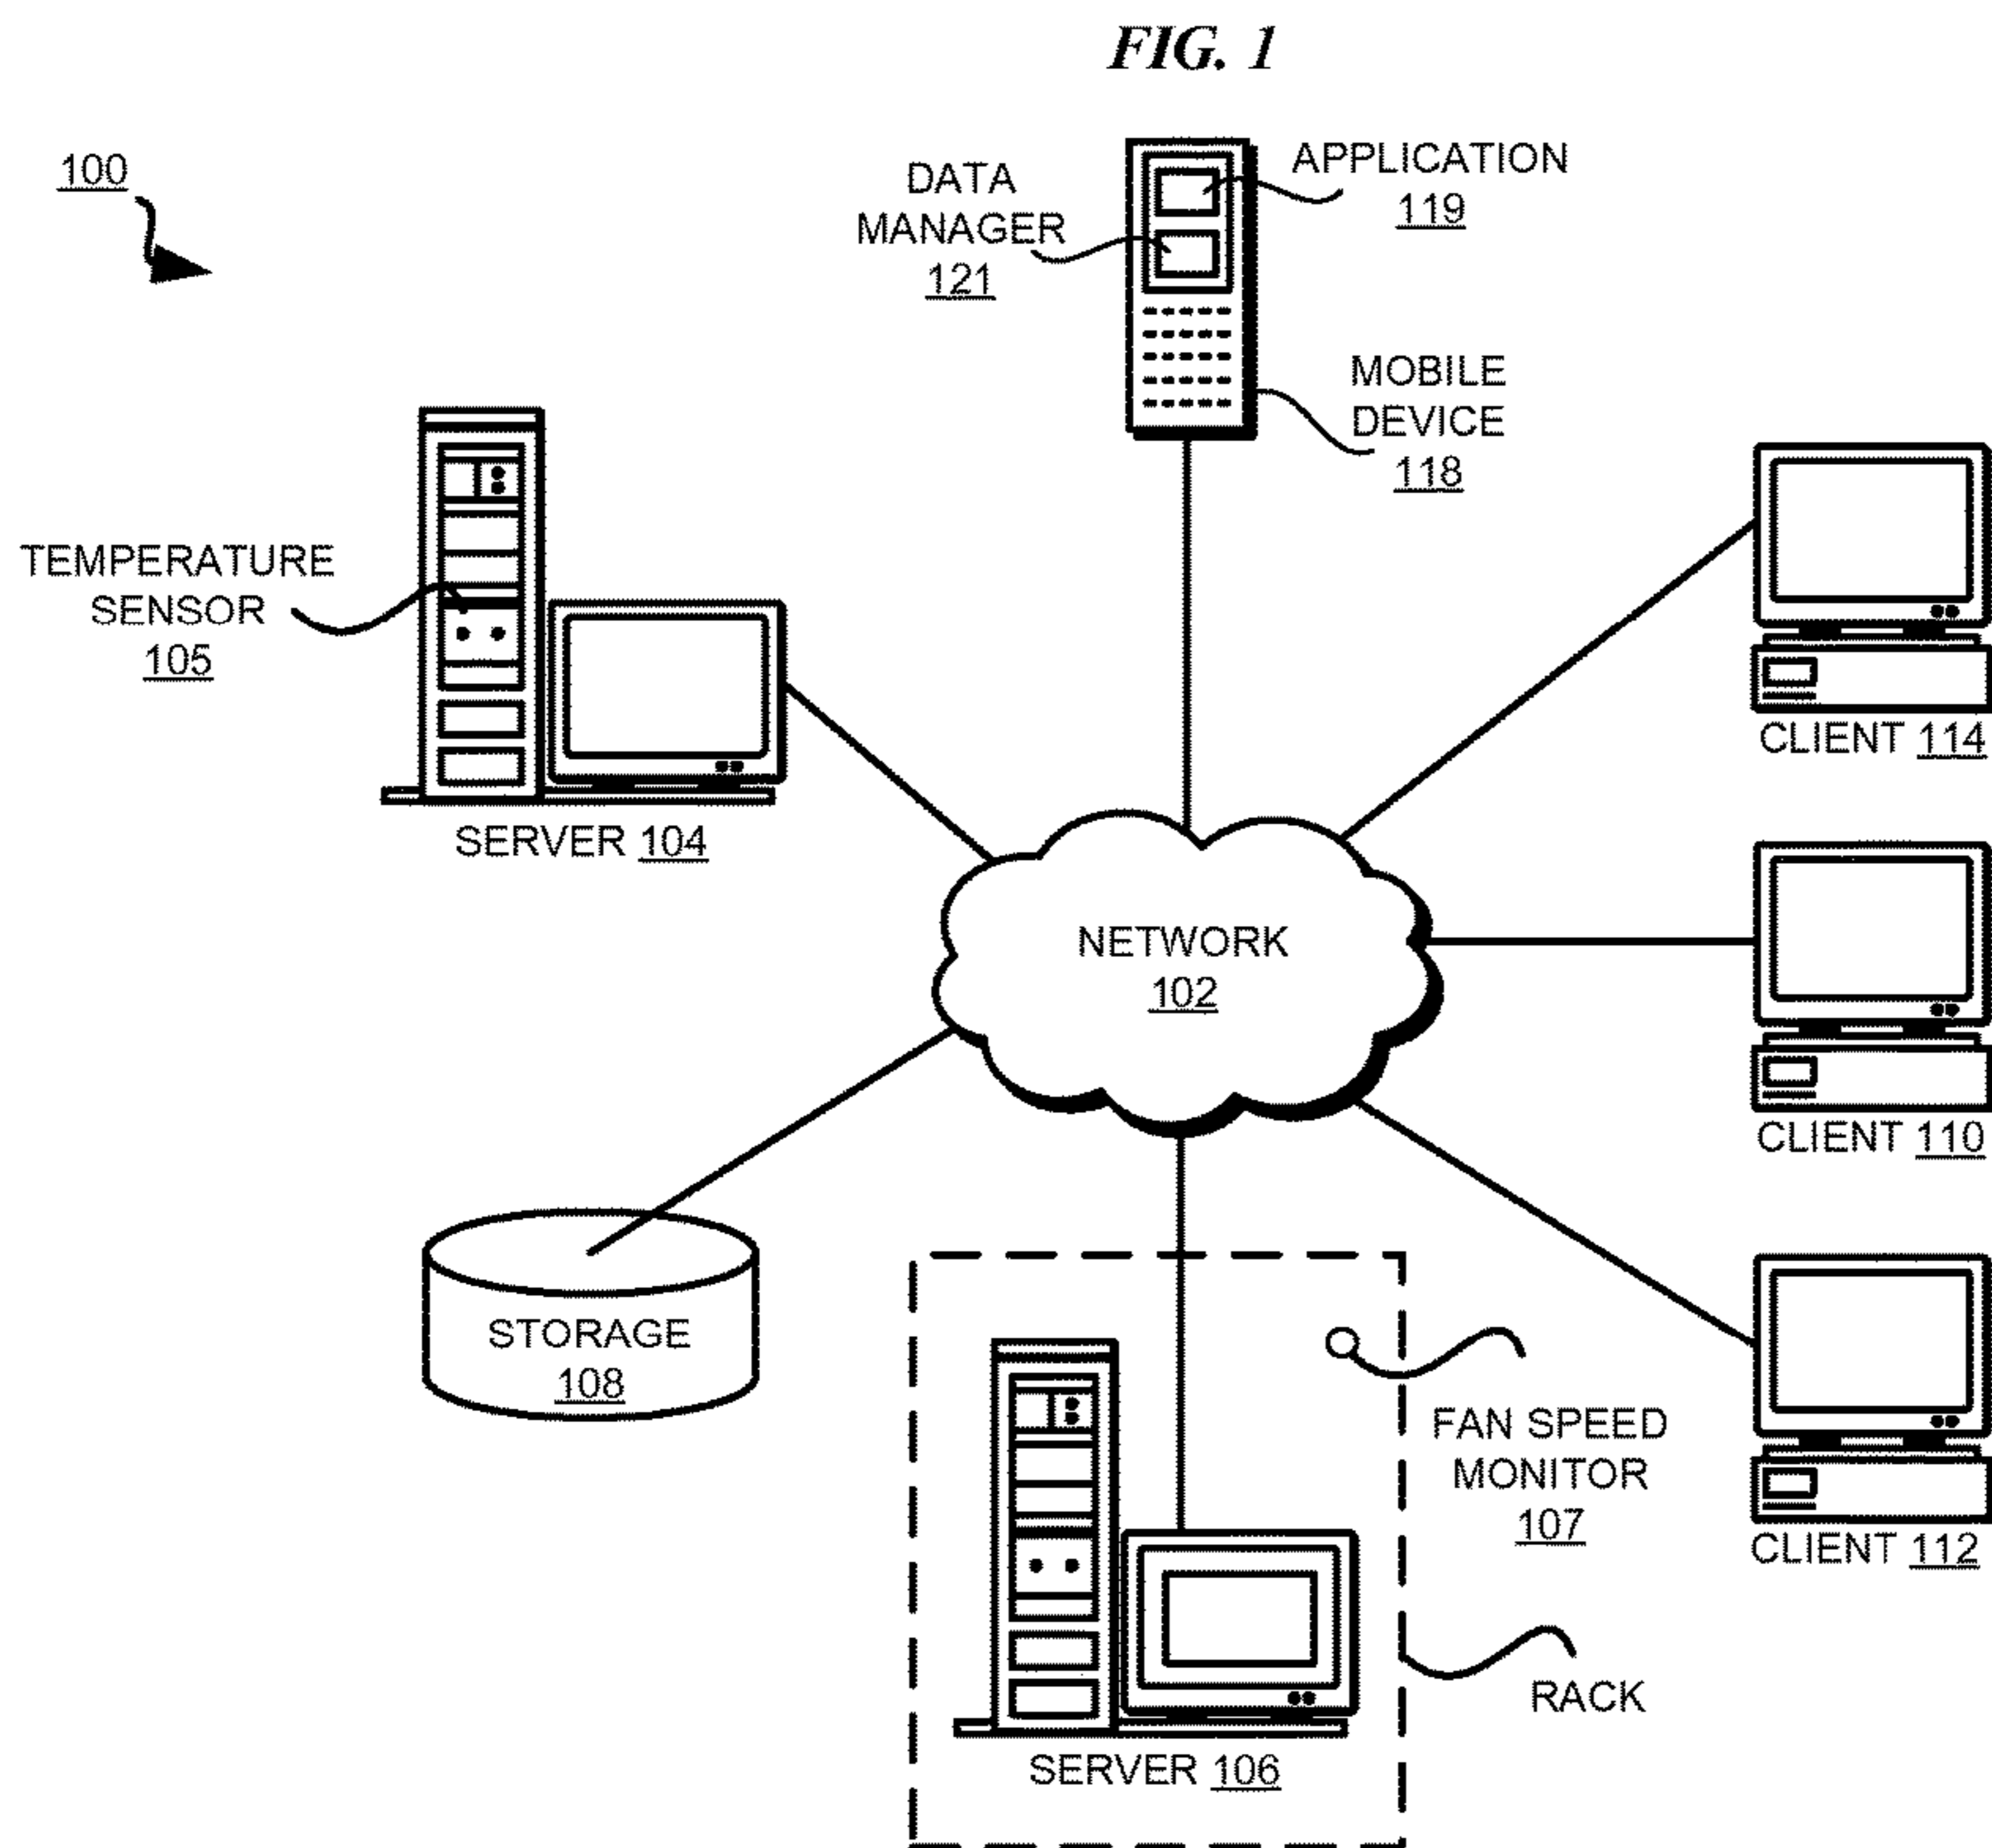 FIG. 1
100
DATA
MANAGER
121
APPLICATION
119
MOBILE
DEVICE
118
TEMPERATURE
SENSOR
105
SERVER 104
CLIENT 114
NETWORK
102
CLIENT 110
STORAGE
108
FAN SPEED
MONITOR
107
CLIENT 112
RACK
SERVER 106